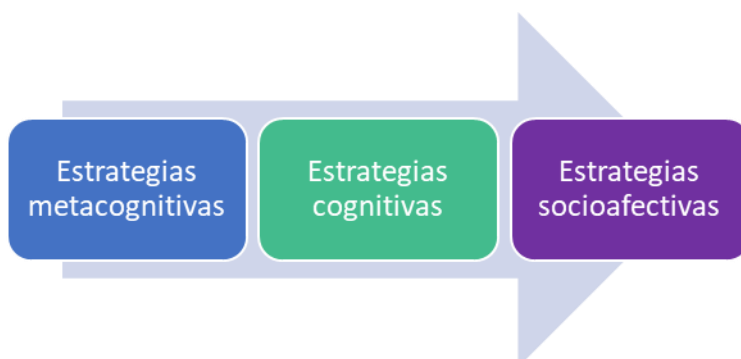 Estrategias
metacognitivas
Estrategias
cognitivas
Estrategias
socioafectivas